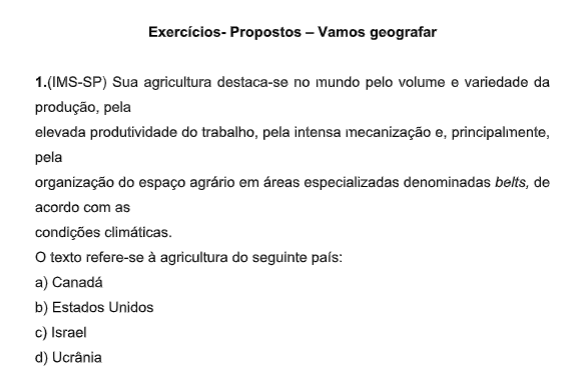 Exercícios- Propostos – Vamos geografar
1.(IMS-SP) Sua agricultura destaca-se no mundo pelo volume e variedade da
produção, pela
elevada produtividade do trabalho, pela intensa mecanização e, principalmente,
pela
organização do espaço agrário em áreas especializadas denominadas belts, de
acordo com as
condições climáticas.
O texto refere-se à agricultura do seguinte país:
a) Canadá
b) Estados Unidos
c) Israel
d) Ucrânia